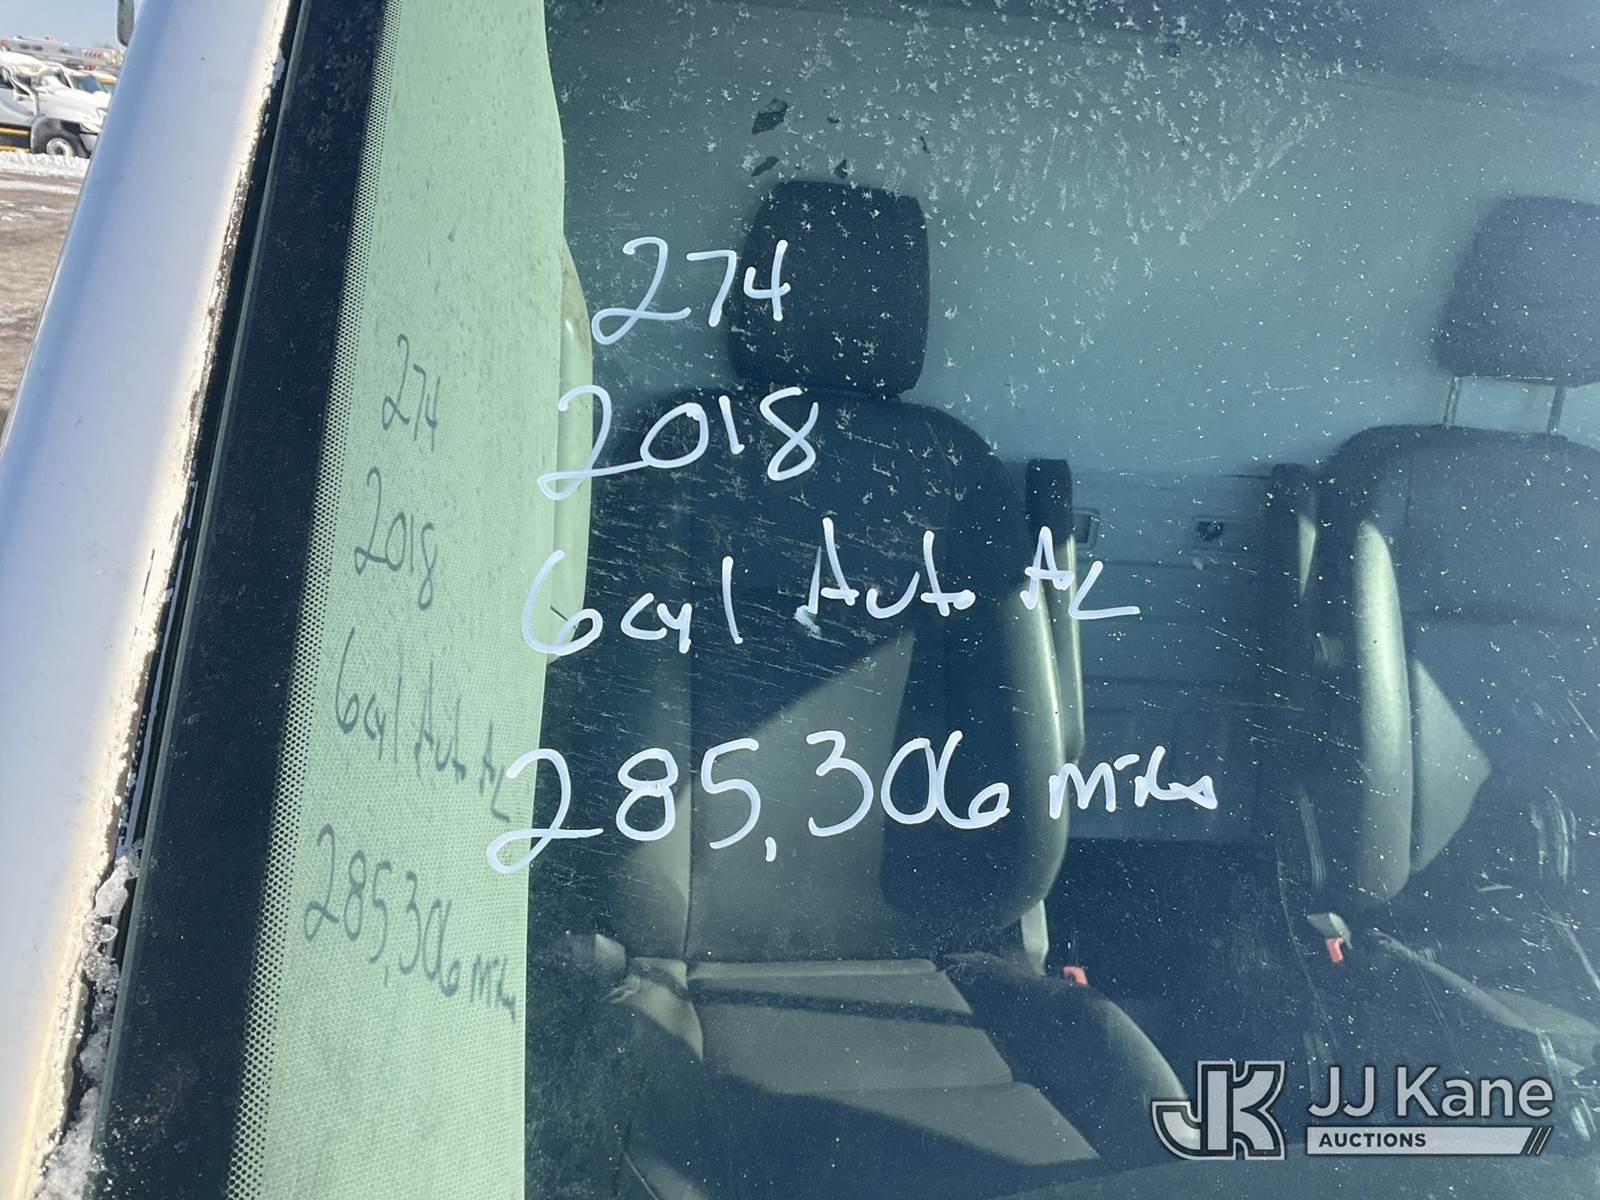 274
2018
6cyl Auto AC
285,306 miles
274
2018
6cyl Auto AC
285,306 miles
JK JJ Kane
AUCTIONS